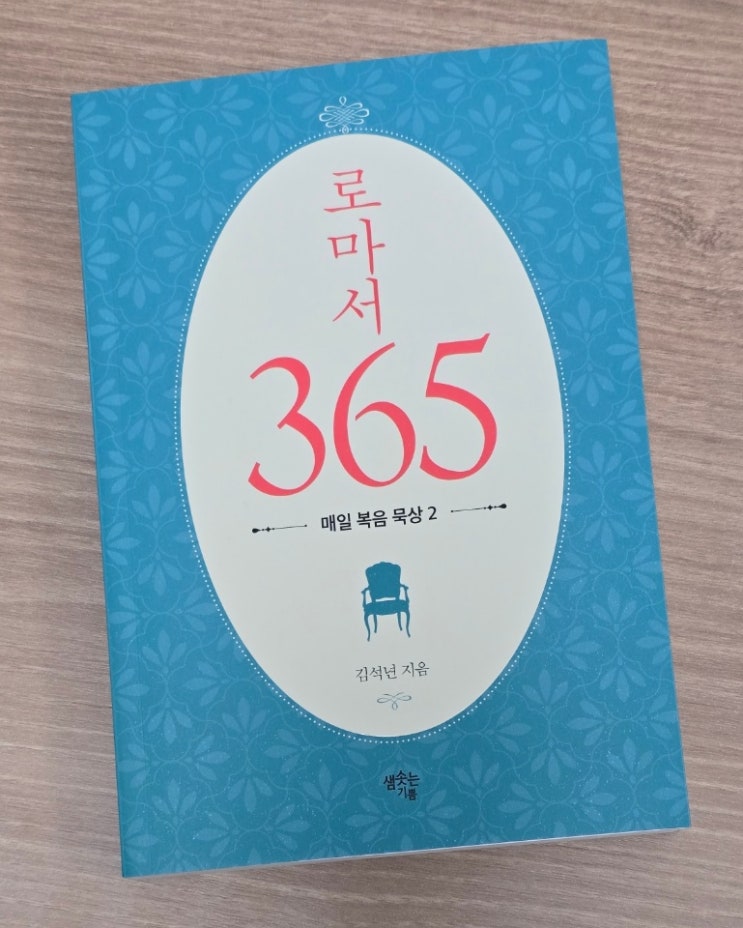 로마서
365
매일 복음 묵상 2
김석년 지음
샘솟는
기름